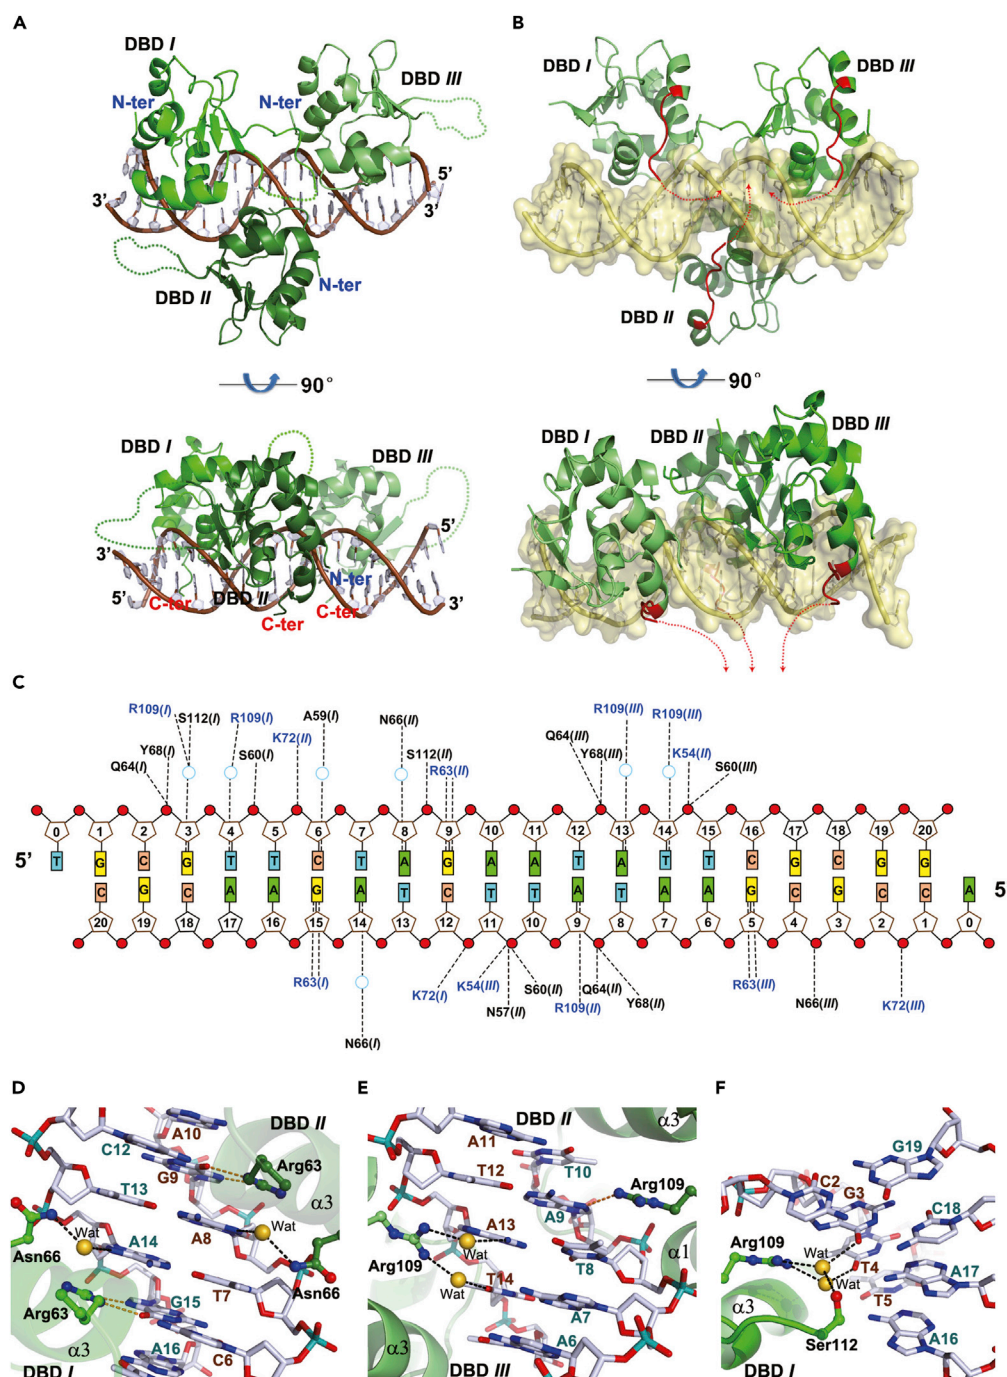 A
DBD I
N-ter
N-ter
DBD III
3'
5'
3'
DBD II
N-ter
90°
DBD I
DBD III
3'
5'
5'
C-ter
DBD II
C-ter
N-ter
C-ter
3'
B
DBD I
DBD III
DBD II
90°
DBD I
DBD II
DBD III
C
R109(I)
S112(I)
R109(I)
A59(I)
N66(II)
R109(III)
R109(III)
Y68(I)
K72(II)
Q64(III)
Y68(III)
K54(II)
Q64(I)
S60(I)
S112(II)
R63(II)
S60(III)
0 1 2 3 4 5 6 7 8 9 10 11 12 13 14 15 16 17 18 19 20
5' T G C G T T C T A G A A T A T T C G C G G
C G C A A G A T C T T A T A A G C G C C A 5
20 19 18 17 16 15 14 13 12 11 10 9 8 7 6 5 4 3 2 1 0
R63(I)
K72(I)
K54(III)
S60(II)
Q64(II)
R63(III)
N66(III)
K72(III)
N57(II)
R109(II)
Y68(II)
N66(I)
D
DBD II
A10
C12
G9
Arg63
α3
T13
Wat
A8
Wat
A14
Asn66
Asn66
T7
Arg63
G15
α3
A16
C6
DBD I
E
DBD II
α3
A11
T10
T12
Arg109
A9
A13
Wat
α1
T8
Arg109
T14
Wat
A7
α3
A6
DBD III
F
G19
C2
G3
C18
Arg109
Wat
T4
Wat
A17
T5
α3
Ser112
A16
DBD I